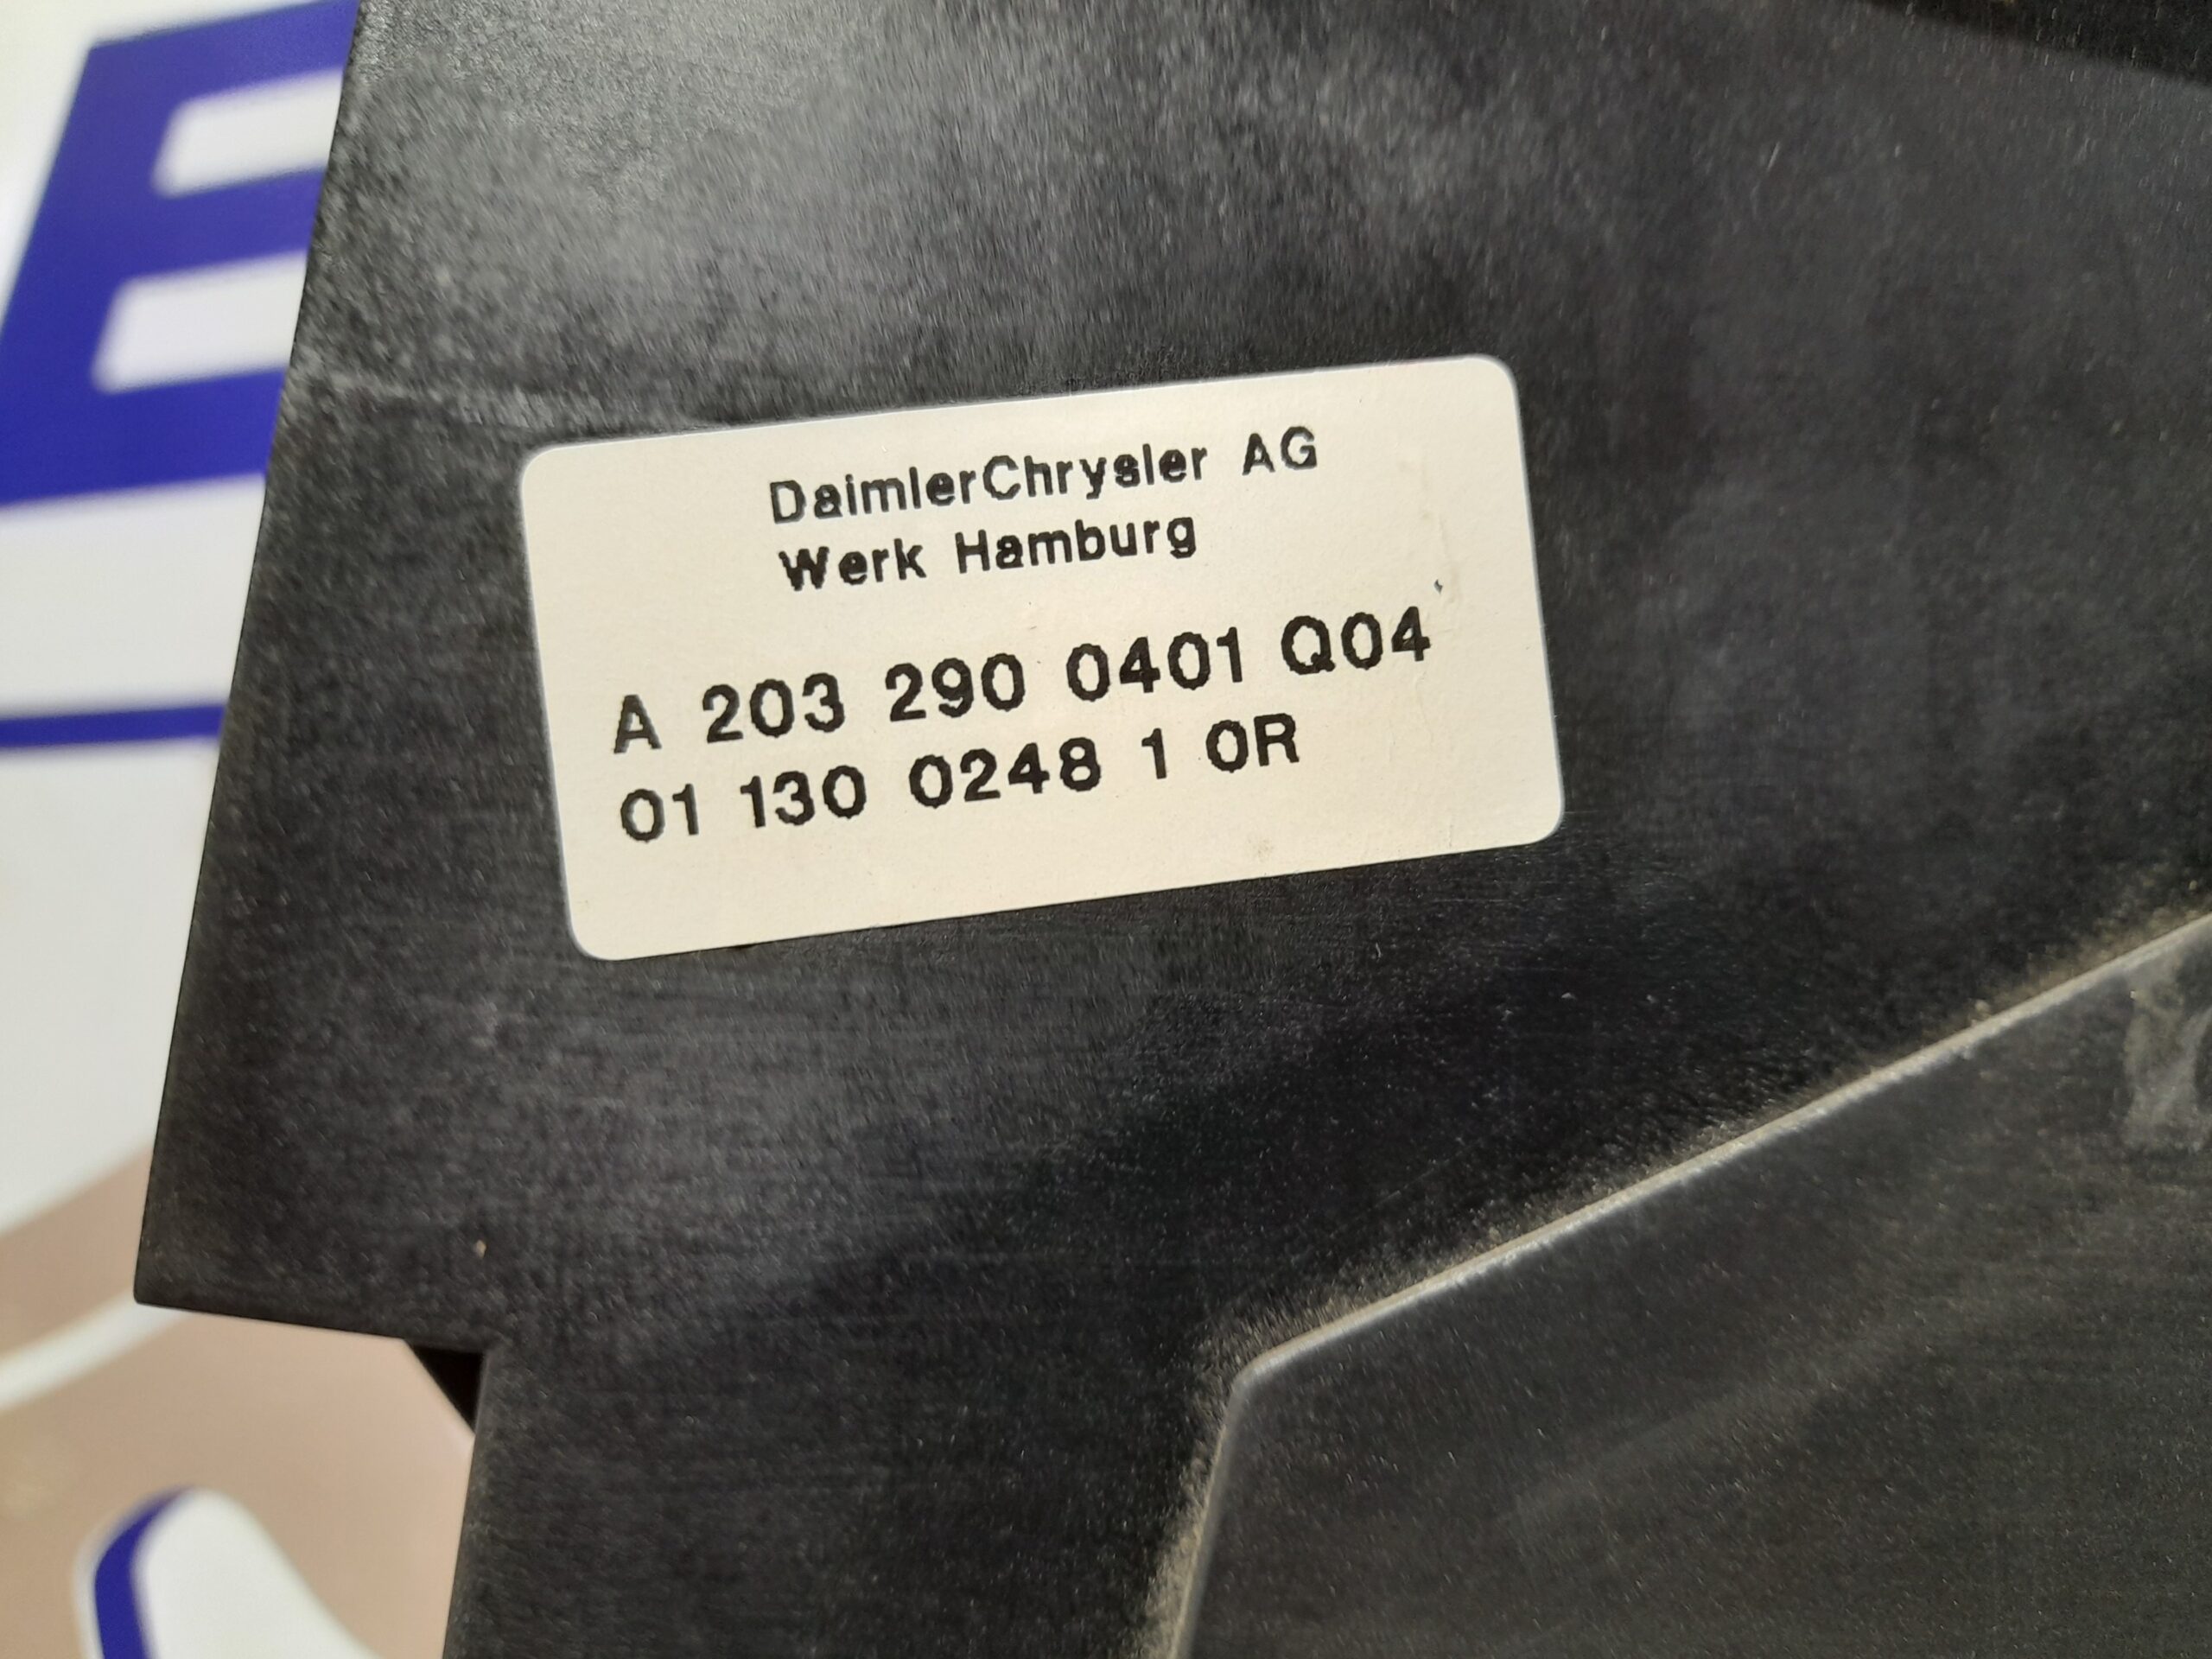 DaimlerChrysler AG
Werk Hamburg
A 203 290 0401 Q04
01 130 0248 1 0R